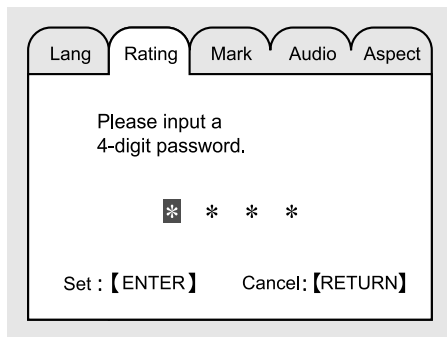 Lang Rating Mark Audio Aspect
Please input a
4-digit password.
* * * *
Set :【ENTER】 Cancel:【RETURN】